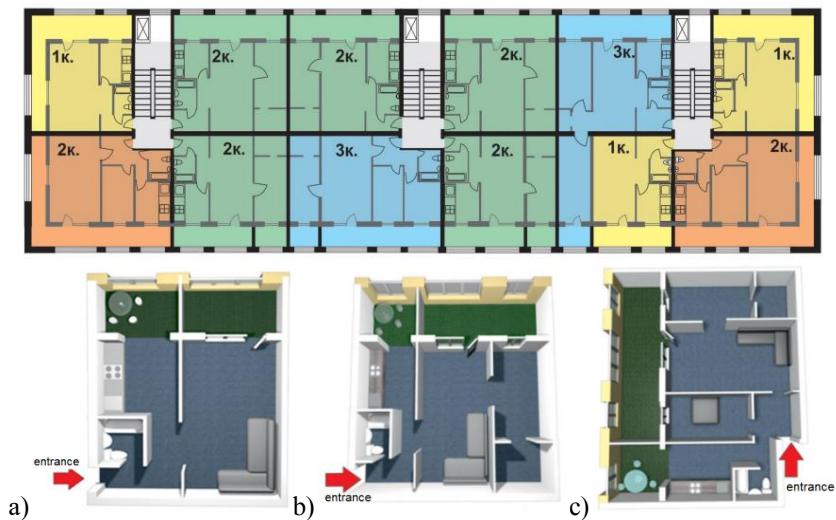 1к. 2к. 2к. 2к. 3к. 1к.
2к. 2к. 3к. 2к. 1к. 2к.
entrance
a)
entrance
b)
entrance
c)